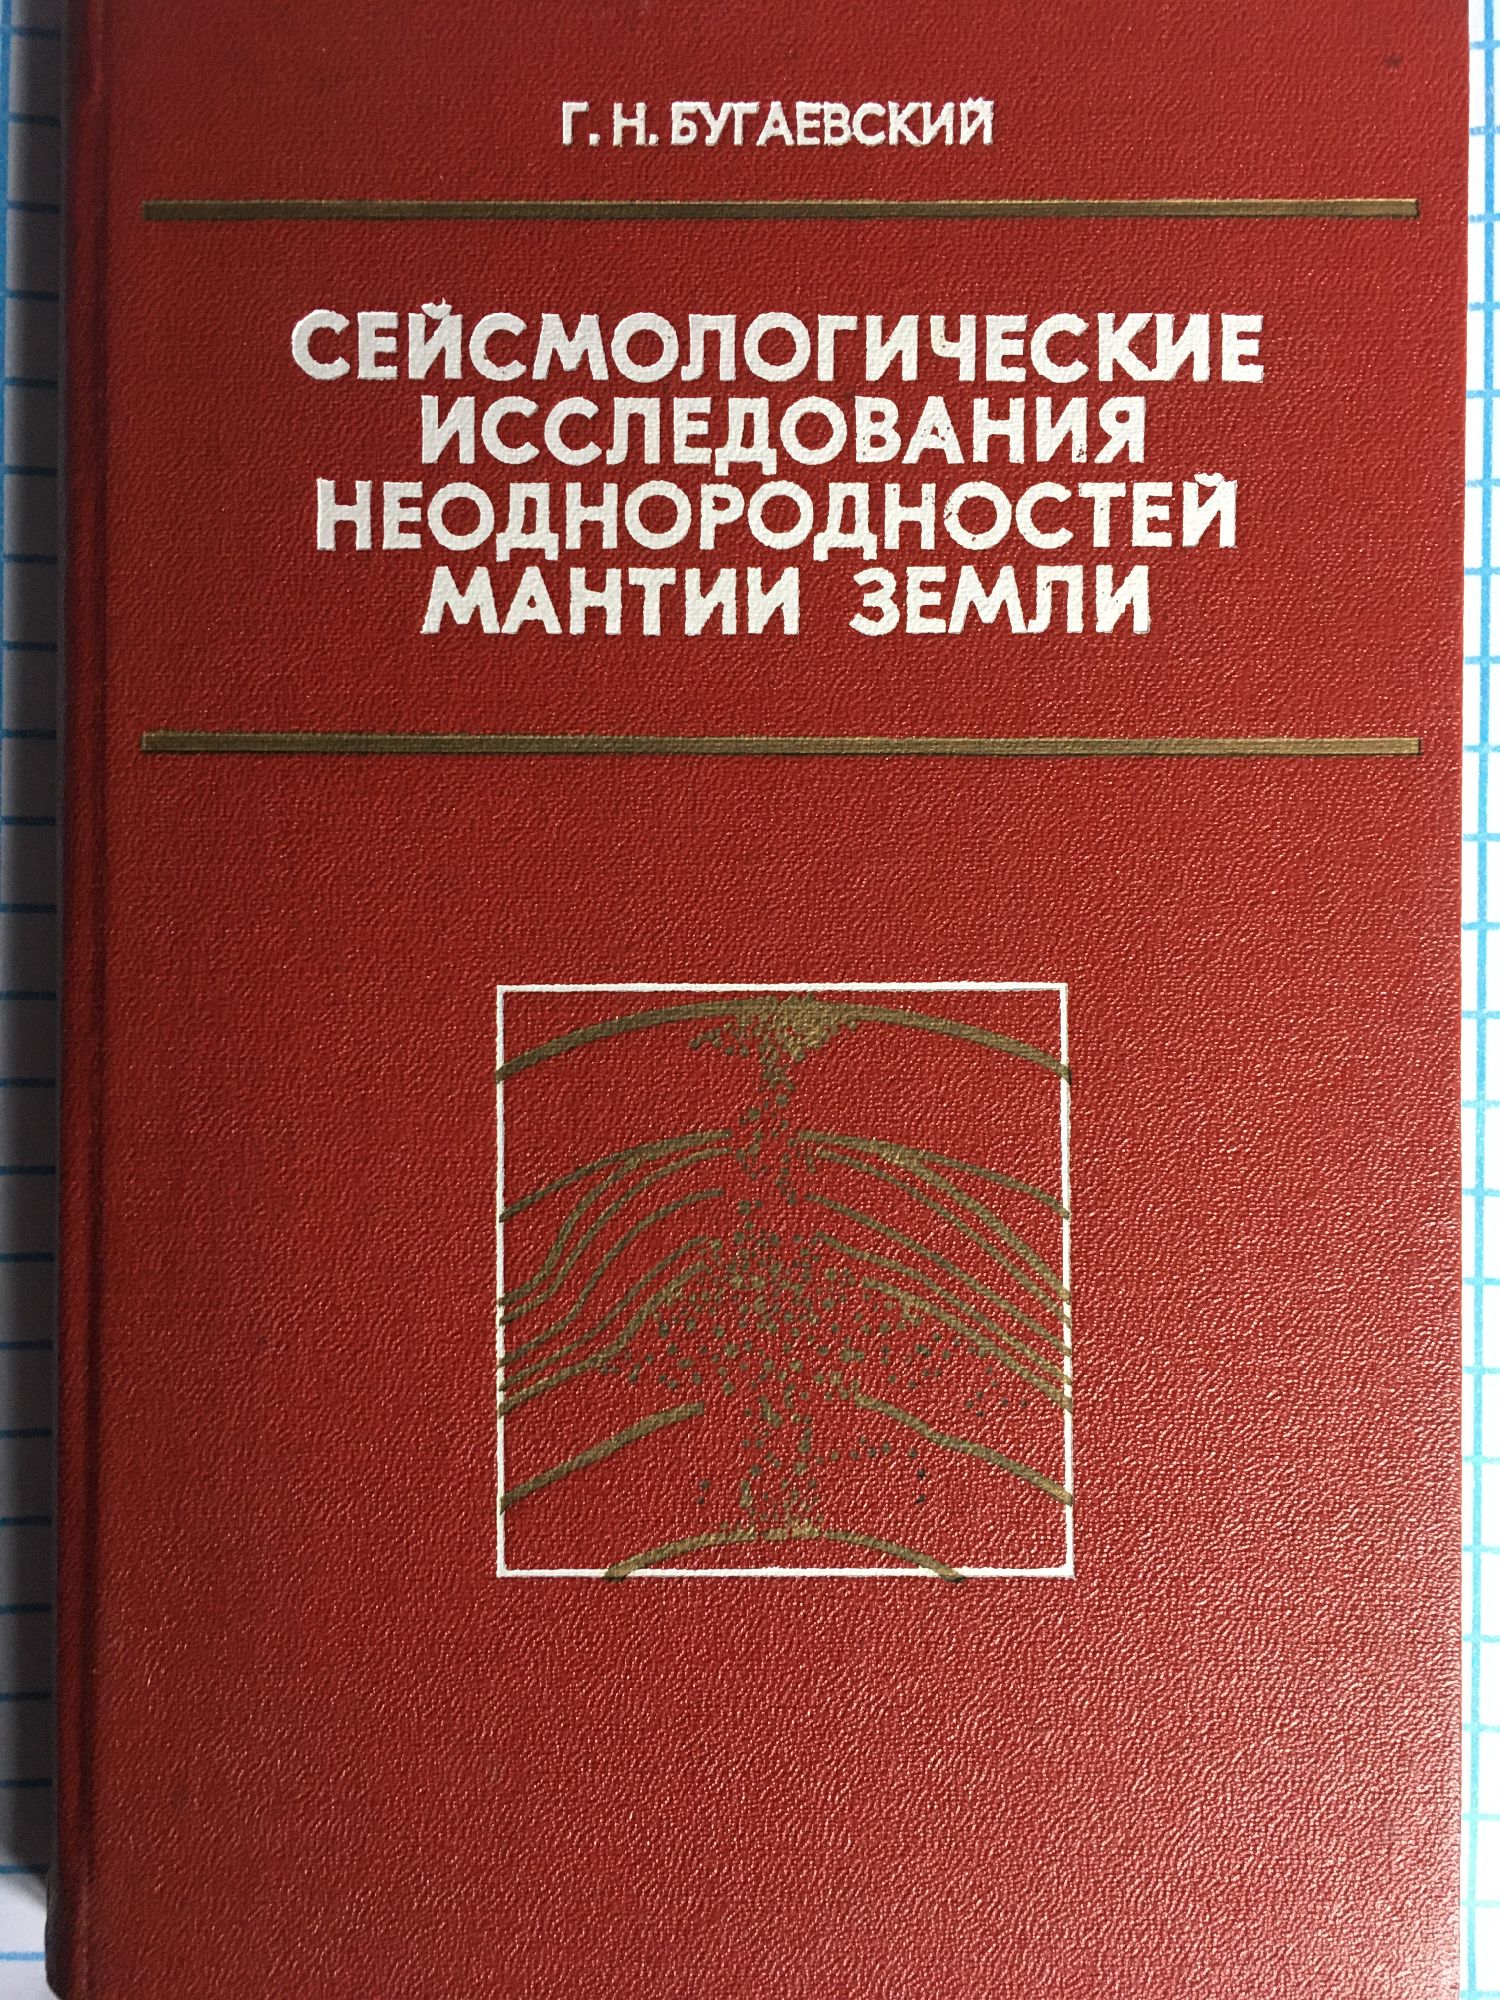 Г. Н. БУГАЕВСКИЙ
СЕЙСМОЛОГИЧЕСКИЕ
ИССЛЕДОВАНИЯ
НЕОДНОРОДНОСТЕЙ
МАНТИИ ЗЕМЛИ